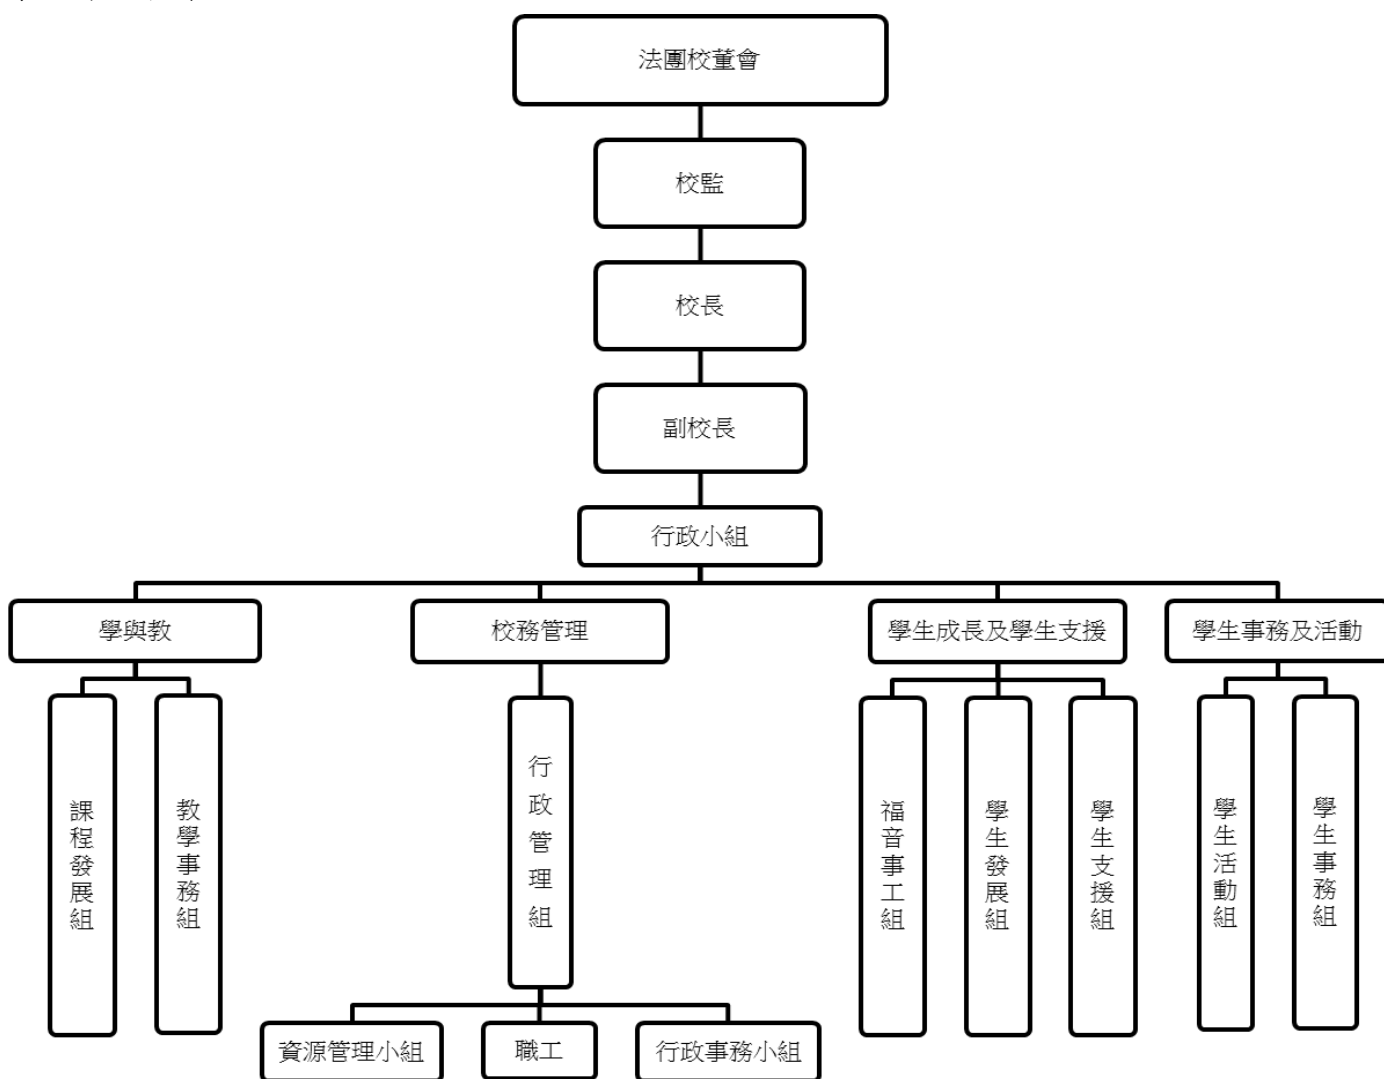 法團校董會
校監
校長
副校長
行政小組
學與教
校務管理
學生成長及學生支援
學生事務及活動
課程發展組
教學事務組
行政管理組
福音事工組
學生發展組
學生支援組
學生活動組
學生事務組
資源管理小組
職工
行政事務小組